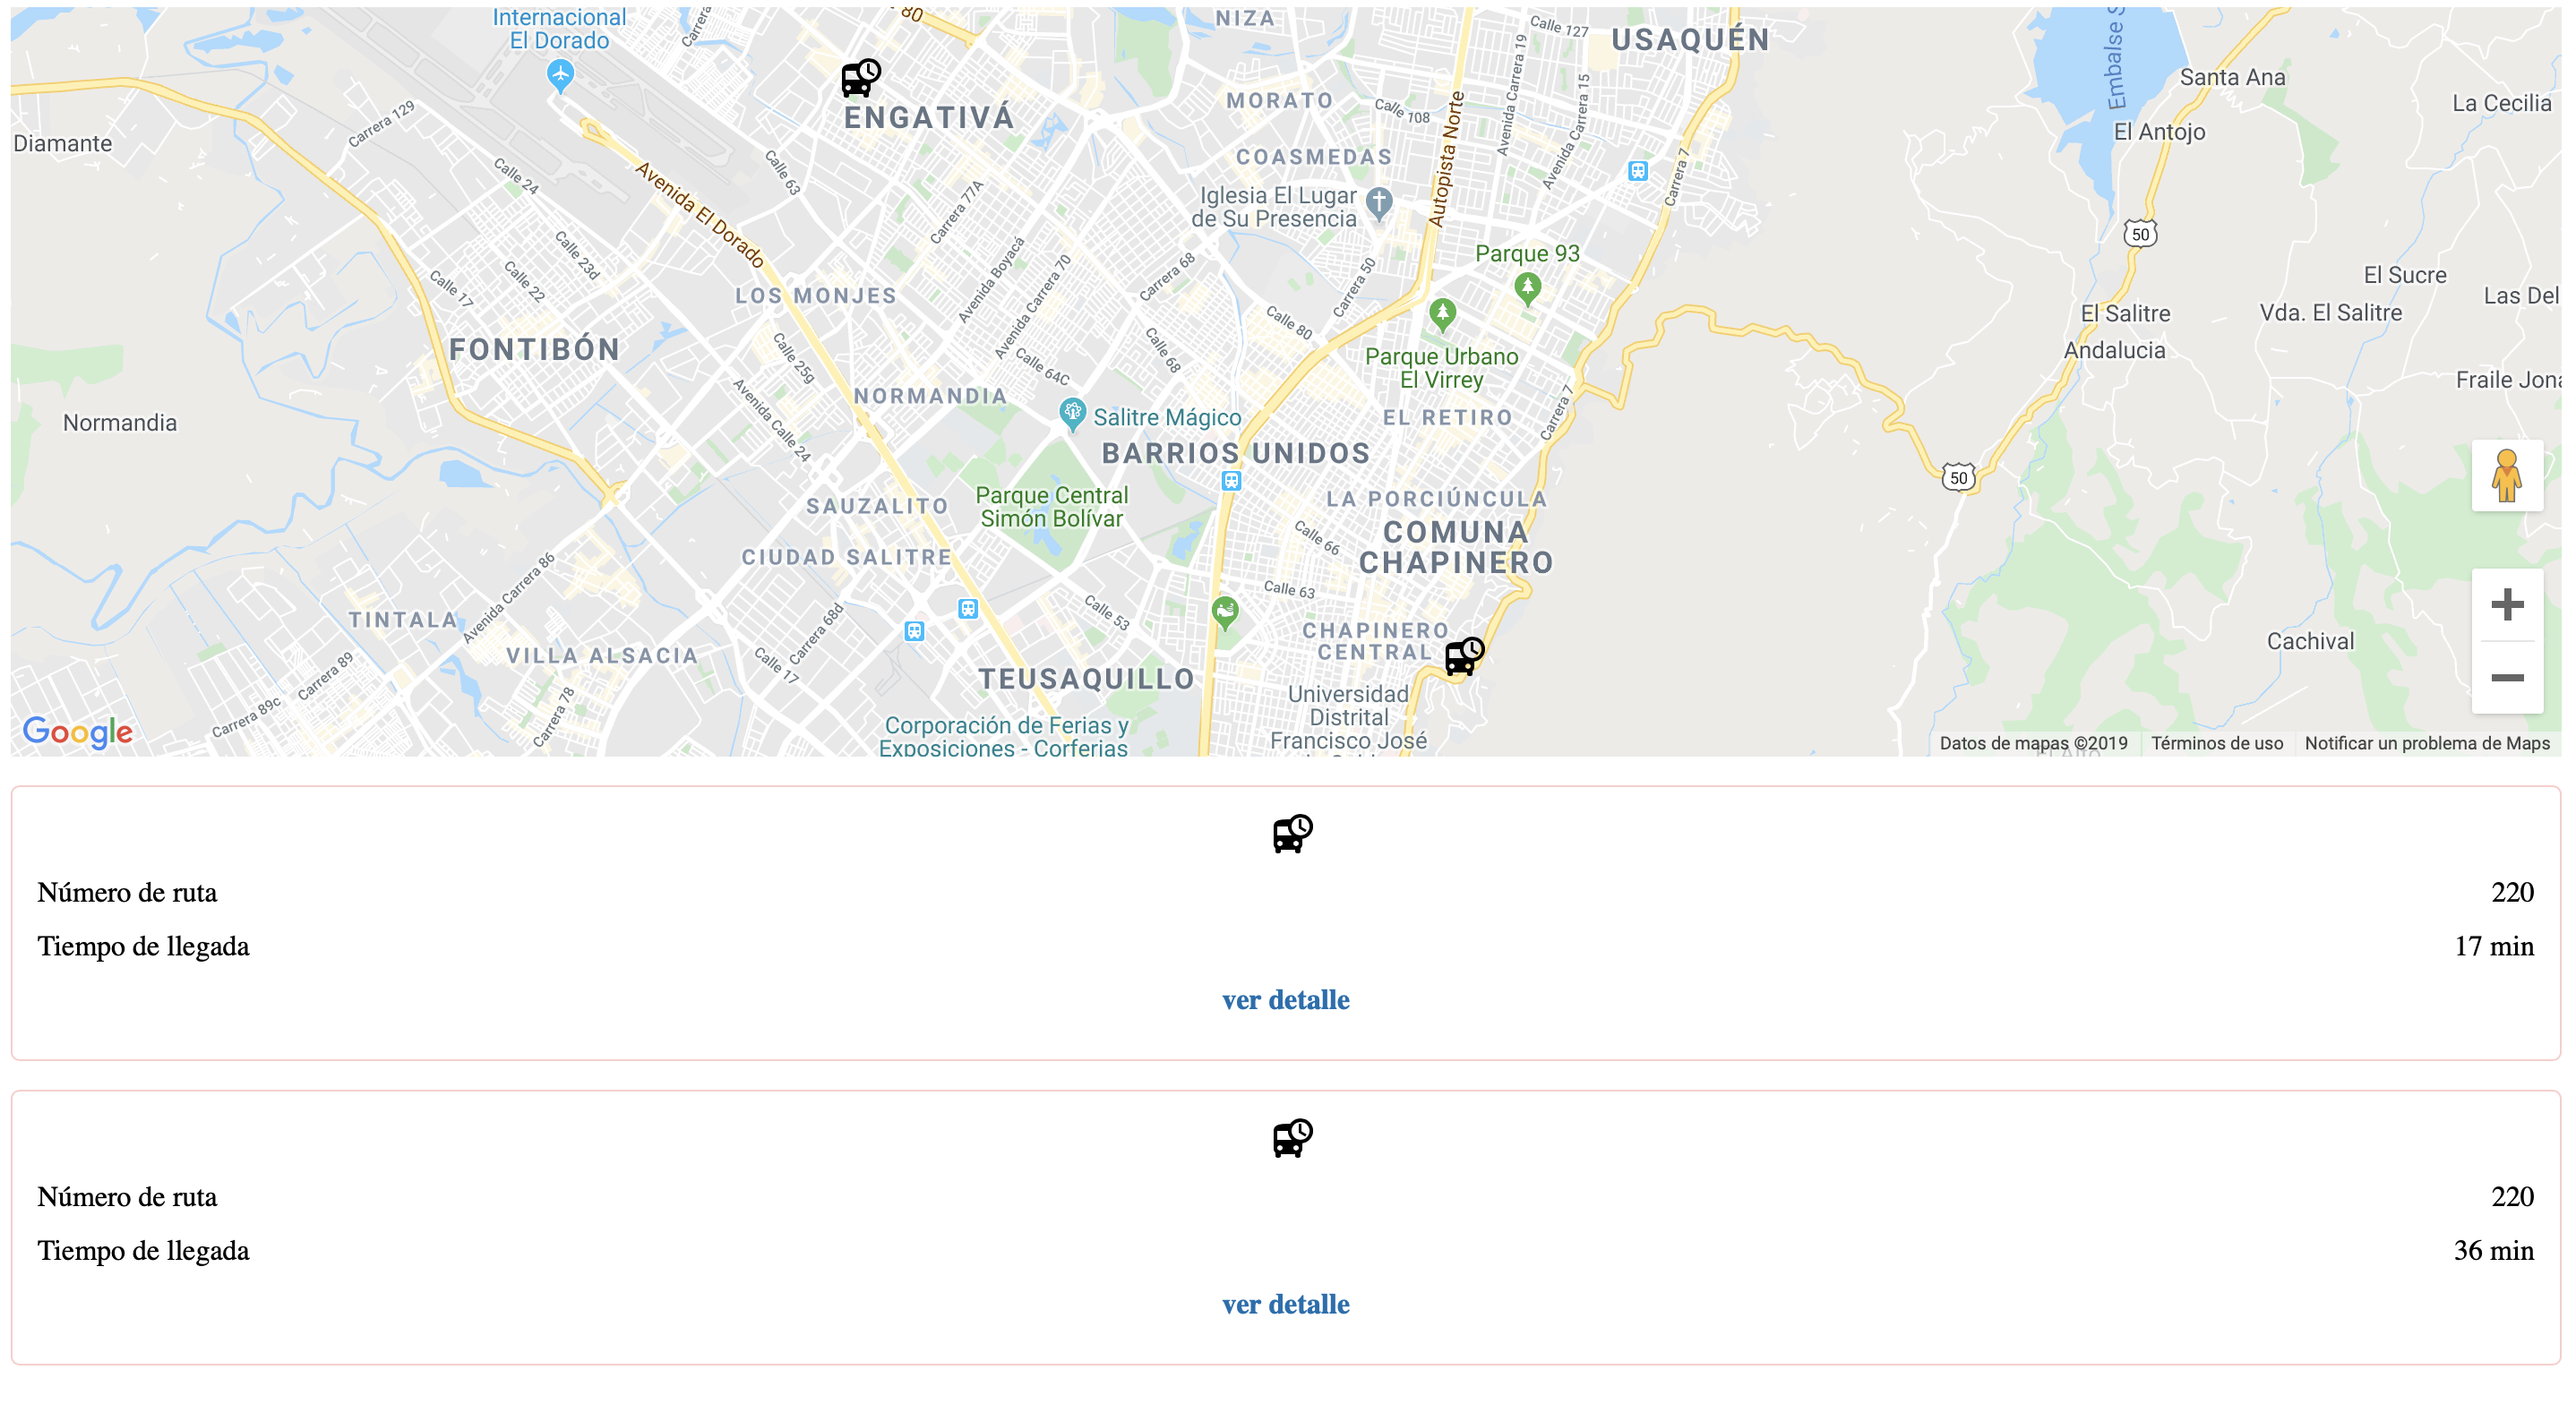 Internacional
El Dorado
Carrera
80
NIZA
Calle 127
USAQUÉN
Embalse S
Santa Ana
La Cecilia
Diamante
Carrera 129
ENGATIVÁ
MORATO
Calle 108
Autopista Norte
Avenida Carrera 19
Avenida Carrera 15
El Antojo
Calle 24
Avenida El Dorado
Calle 63
Carrera 77A
COASMEDAS
Iglesia El Lugar
de Su Presencia
Carrera 7
50
Calle 23d
Calle 22
Calle 17
LOS MONJES
Avenida Boyacá
Avenida Carrera 70
Carrera 68
Carrera 50
Parque 93
El Sucre
Las Del
El Salitre
Vda. El Salitre
FONTIBÓN
Calle 25g
Calle 64C
Calle 68
Calle 80
Parque Urbano
El Virrey
Andalucia
Fraile Jona
Normandia
Avenida Calle 24
NORMANDIA
Salitre Mágico
EL RETIRO
Carrera 7
BARRIOS UNIDOS
50
SAUZALITO
Parque Central
Simón Bolívar
LA PORCIÚNCULA
COMUNA
CHAPINERO
Calle 66
CIUDAD SALITRE
Calle 63
TINTALA
Avenida Carrera 86
Carrera 68d
Calle 53
CHAPINERO
CENTRAL
Cachival
VILLA ALSACIA
Calle 17
TEUSAQUILLO
Carrera 89
Carrera 89c
Carrera 78
Universidad
Distrital
Francisco José
Corporación de Ferias y
Exposiciones - Corferias
Google
Datos de mapas ©2019
Términos de uso
Notificar un problema de Maps
Número de ruta 220
Tiempo de llegada 17 min
ver detalle
Número de ruta 220
Tiempo de llegada 36 min
ver detalle